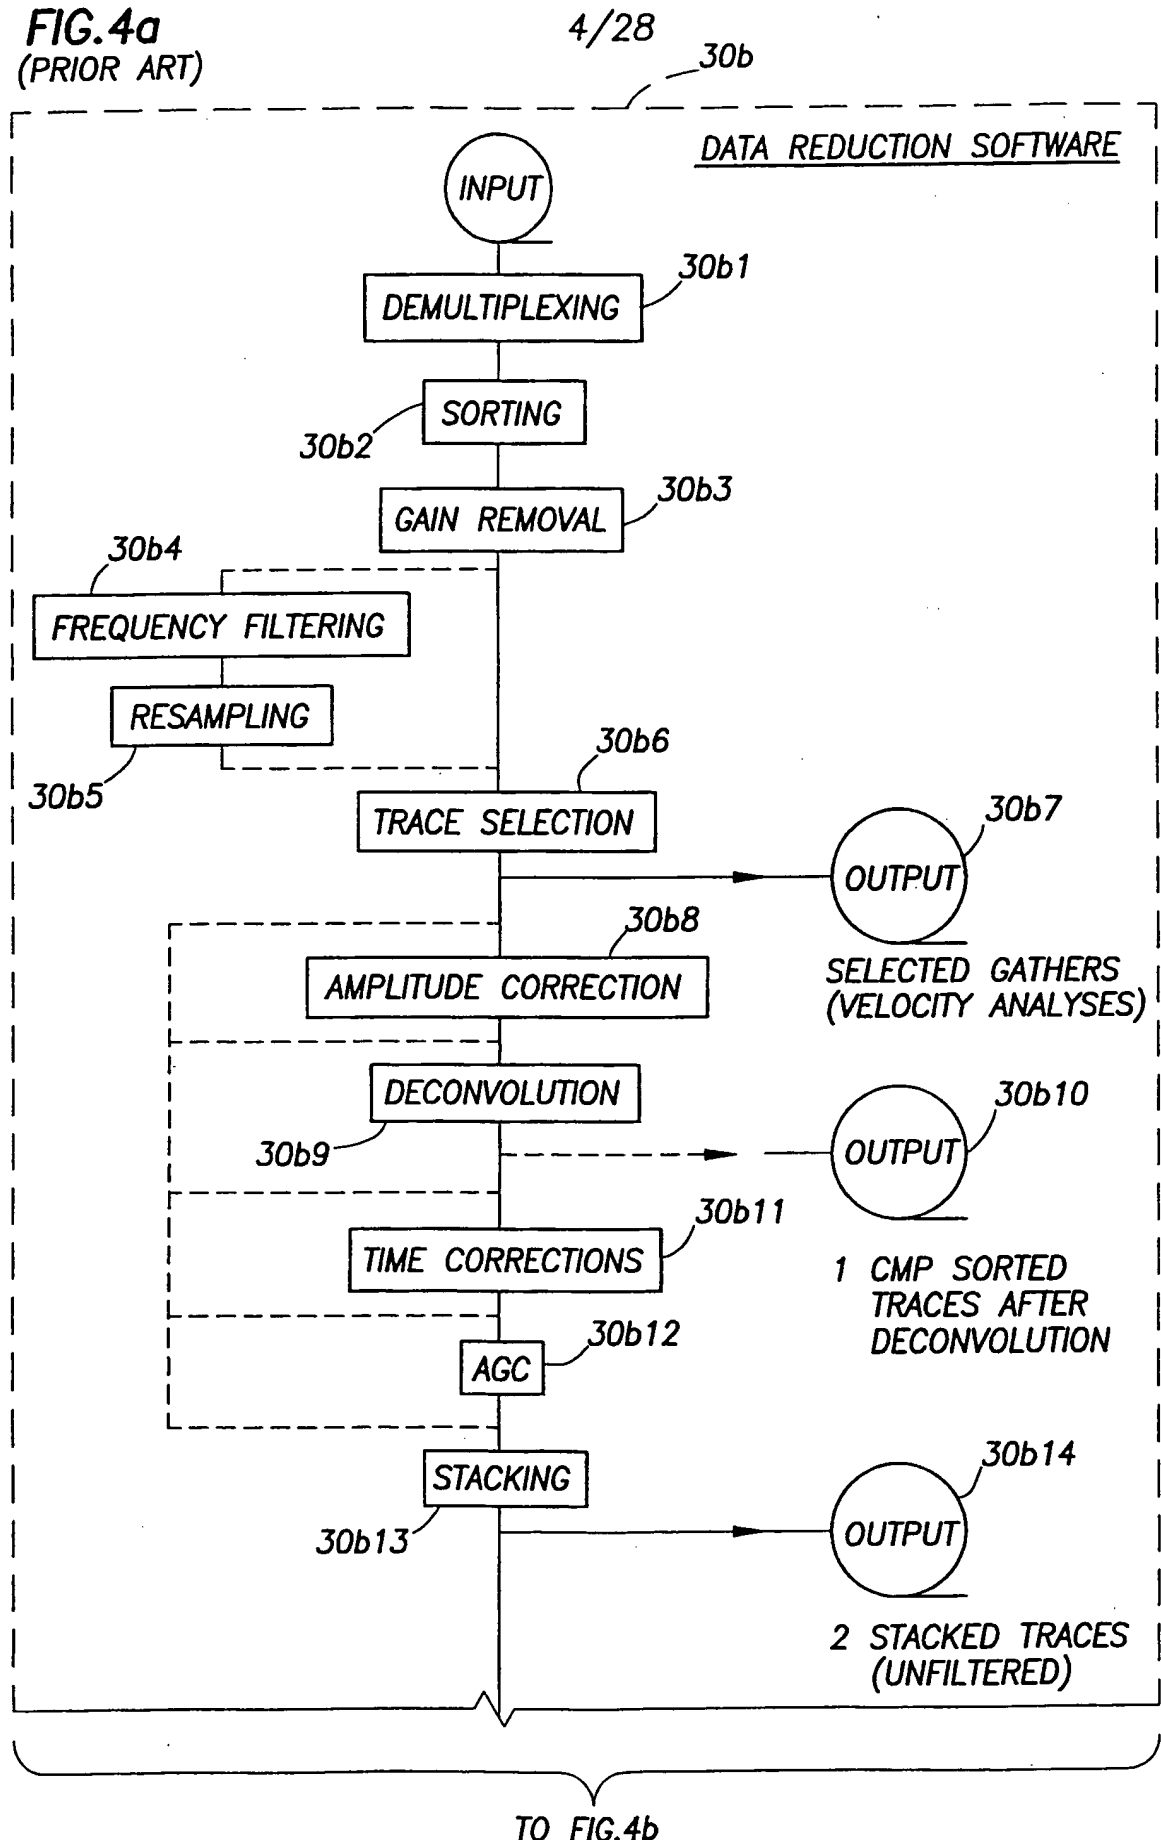 FIG.4a
(PRIOR ART)
4/28
30b
DATA REDUCTION SOFTWARE
INPUT
30b1
DEMULTIPLEXING
SORTING
30b2
30b3
GAIN REMOVAL
30b4
FREQUENCY FILTERING
RESAMPLING
30b5
30b6
TRACE SELECTION
30b7
OUTPUT
SELECTED GATHERS
(VELOCITY ANALYSES)
30b8
AMPLITUDE CORRECTION
DECONVOLUTION
30b9
30b10
OUTPUT
1 CMP SORTED
TRACES AFTER
DECONVOLUTION
30b11
TIME CORRECTIONS
30b12
AGC
STACKING
30b13
30b14
OUTPUT
2 STACKED TRACES
(UNFILTERED)
TO FIG.4b